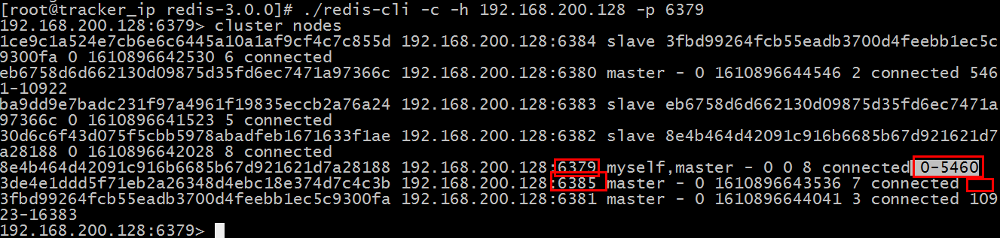 [root@tracker_ip redis-3.0.0]# ./redis-cli -c -h 192.168.200.128 -p 6379
192.168.200.128:6379> cluster nodes
1ce9c1a524e7cb6e6c6445a10a1af9cf4c7c855d 192.168.200.128:6384 slave 3fbd99264fcb55eadb3700d4feebb1ec5c
9300fa 0 1610896642530 6 connected
eb6758d6d662130d09875d35fd6ec7471a97366c 192.168.200.128:6380 master - 0 1610896644546 2 connected 546
1-10922
ba9dd9e7badc231f97a4961f19835eccb2a76a24 192.168.200.128:6383 slave eb6758d6d662130d09875d35fd6ec7471a
97366c 0 1610896641523 5 connected
30d6c6f43d075f5cbb5978abadfeb1671633f1ae 192.168.200.128:6382 slave 8e4b464d42091c916b6685b67d921621d7
a28188 0 1610896642028 8 connected
8e4b464d42091c916b6685b67d921621d7a28188 192.168.200.128:6379 myself,master - 0 0 8 connected 0-5460
3de4e1ddd5f71eb2a26348d4ebc18e374d7c4c3b 192.168.200.128:6385 master - 0 1610896643536 7 connected
3fbd99264fcb55eadb3700d4feebb1ec5c9300fa 192.168.200.128:6381 master - 0 1610896644041 3 connected 109
23-16383
192.168.200.128:6379>